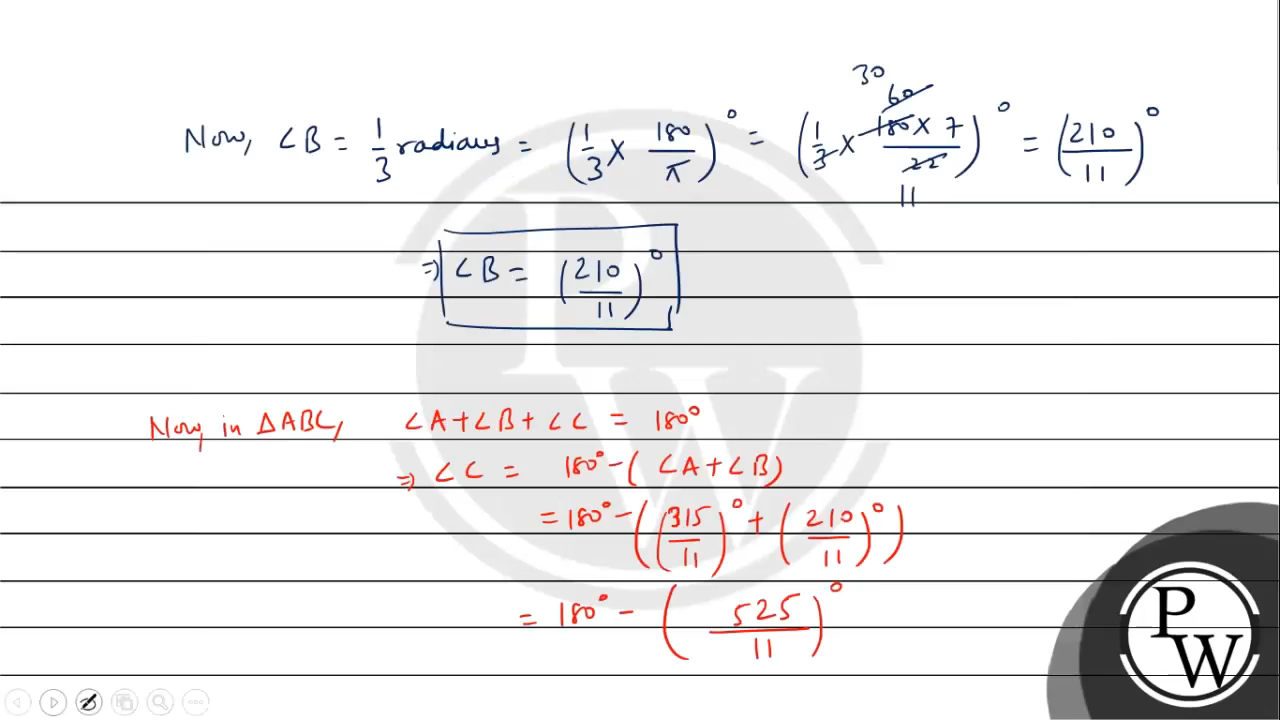 Now, ∠B = 1/3 radians = (1/3 × 180/π)° = (1/3 × 180 × 7/22)° = (210/11)°
30
60
11
⇒ ∠B = (210/11)°
Now, in ΔABC, ∠A + ∠B + ∠C = 180°
⇒ ∠C = 180° - (∠A + ∠B)
= 180° - ((315/11)° + (210/11)°)
= 180° - (525/11)°
PW
PW